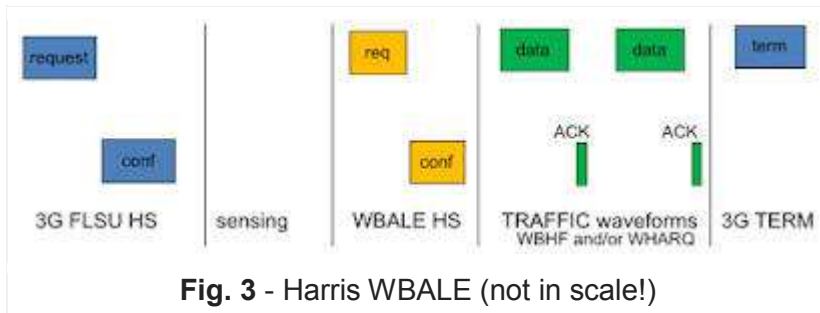 request
req
data
data
term
ACK
ACK
conf
conf
3G FLSU HS
sensing
WBALE HS
TRAFFIC waveforms
WBHF and/or WHARQ
3G TERM
Fig. 3 - Harris WBALE (not in scale!)